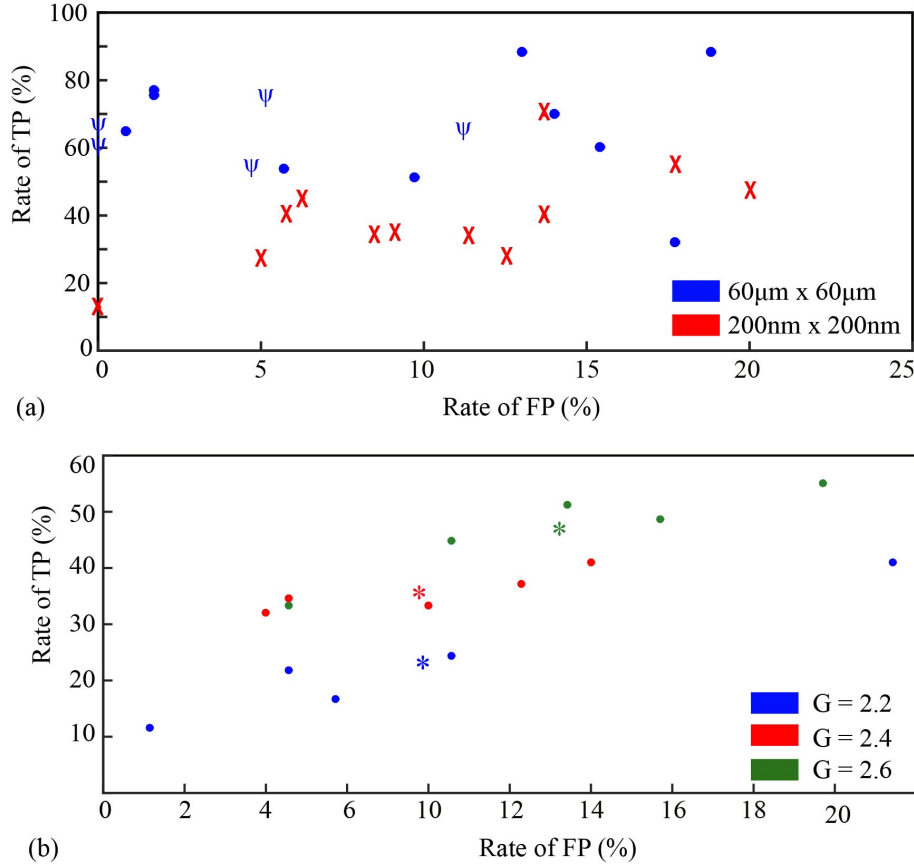 100
80
60
40
20
0
Rate of TP (%)
ψ
ψ
ψ
ψ
ψ
X X X X X X X X X X X X
60μm x 60μm
200nm x 200nm
0 5 10 15 20 25
(a)
Rate of FP (%)
60
50
40
30
20
10
Rate of TP (%)
*
*
*
G = 2.2
G = 2.4
G = 2.6
0 2 4 6 8 10 12 14 16 18 20
(b)
Rate of FP (%)